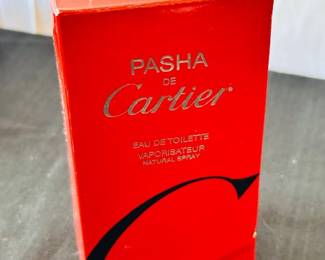 PASHA
DE
Cartier
EAU DE TOILETTE
VAPORISATEUR
NATURAL SPRAY